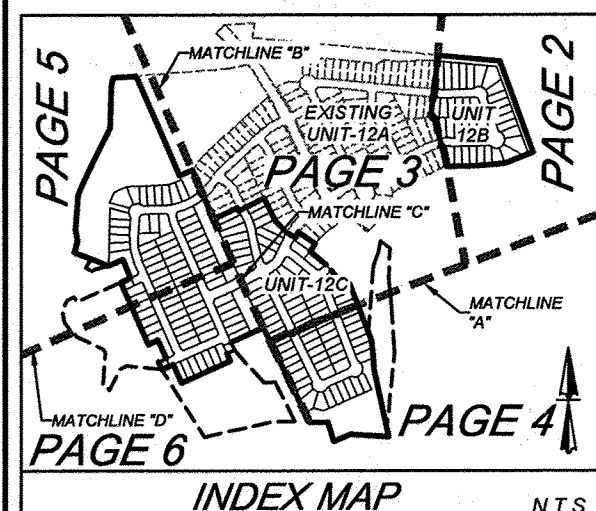 PAGE 5
MATCHLINE "B"
PAGE 2
EXISTING
UNIT-12A
UNIT
12B
PAGE 3
MATCHLINE "C"
UNIT-12C
MATCHLINE
"A"
MATCHLINE "D"
PAGE 6
PAGE 4
INDEX MAP
N.T.S.